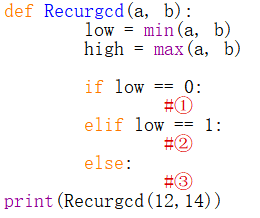 def Recurgcd(a, b):
        low = min(a, b)
        high = max(a, b)
        if low == 0:
                #①
        elif low == 1:
                #②
        else:
                #③
print(Recurgcd(12,14))